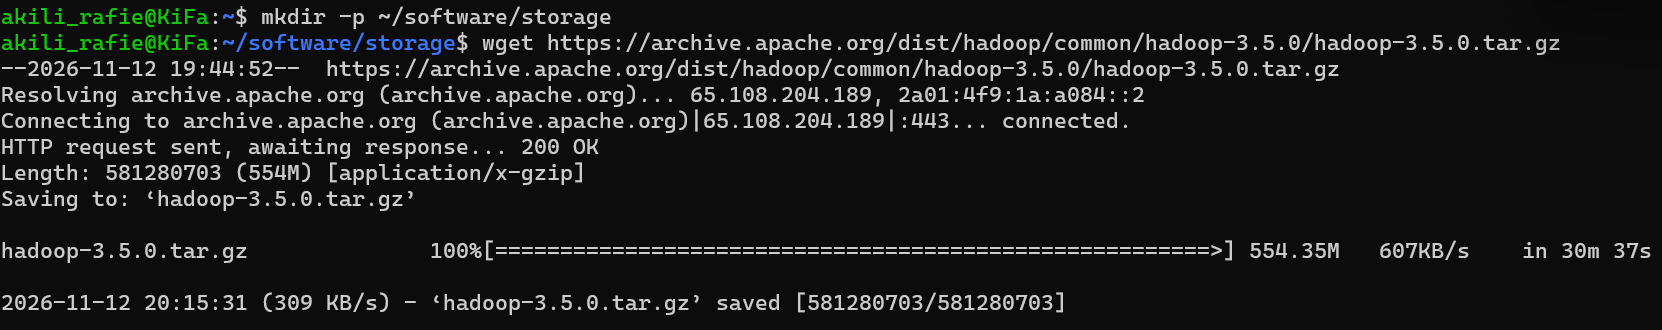 akili_rafie@KiFa:~$ mkdir -p ~/software/storage
akili_rafie@KiFa:~/software/storage$ wget https://archive.apache.org/dist/hadoop/common/hadoop-3.5.0/hadoop-3.5.0.tar.gz
--2026-11-12 19:44:52--  https://archive.apache.org/dist/hadoop/common/hadoop-3.5.0/hadoop-3.5.0.tar.gz
Resolving archive.apache.org (archive.apache.org)... 65.108.204.189, 2a01:4f9:1a:a084::2
Connecting to archive.apache.org (archive.apache.org)|65.108.204.189|:443... connected.
HTTP request sent, awaiting response... 200 OK
Length: 581280703 (554M) [application/x-gzip]
Saving to: ‘hadoop-3.5.0.tar.gz’
hadoop-3.5.0.tar.gz              100%[=======================================================>] 554.35M   607KB/s    in 30m 37s
2026-11-12 20:15:31 (309 KB/s) - ‘hadoop-3.5.0.tar.gz’ saved [581280703/581280703]